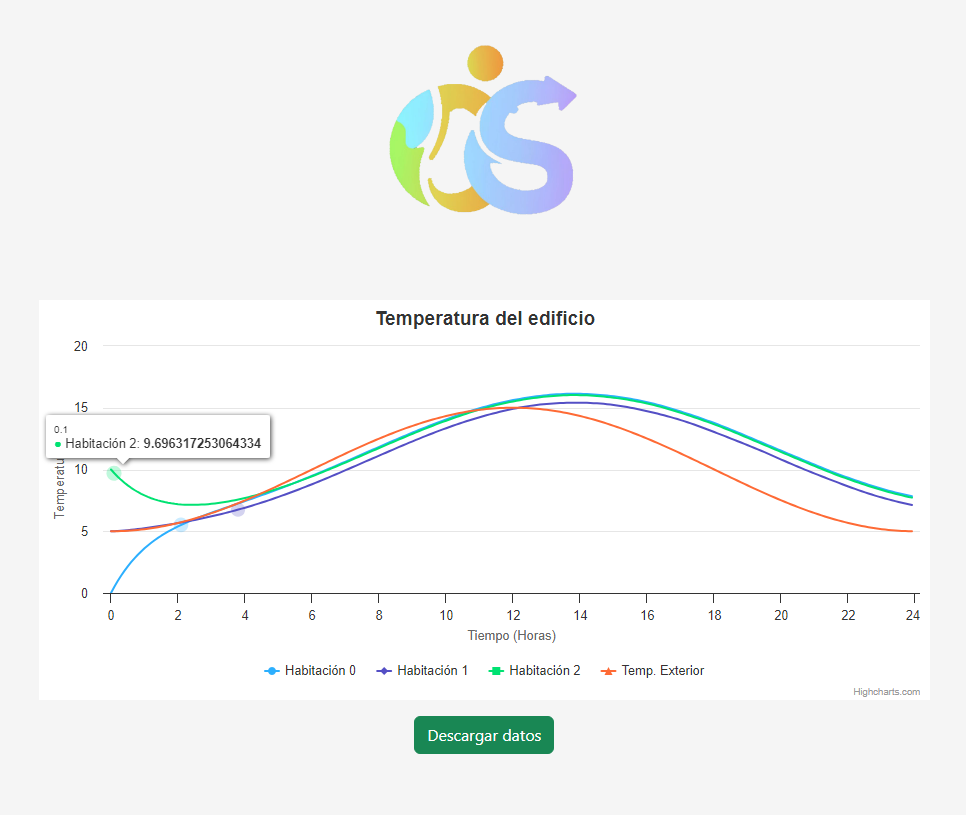 Temperatura del edificio
20
15
0.1
● Habitación 2: 9.696317253064334
10
Temperatu
5
0
0 2 4 6 8 10 12 14 16 18 20 22 24
Tiempo (Horas)
Habitación 0 Habitación 1 Habitación 2 Temp. Exterior
Highcharts.com
Descargar datos